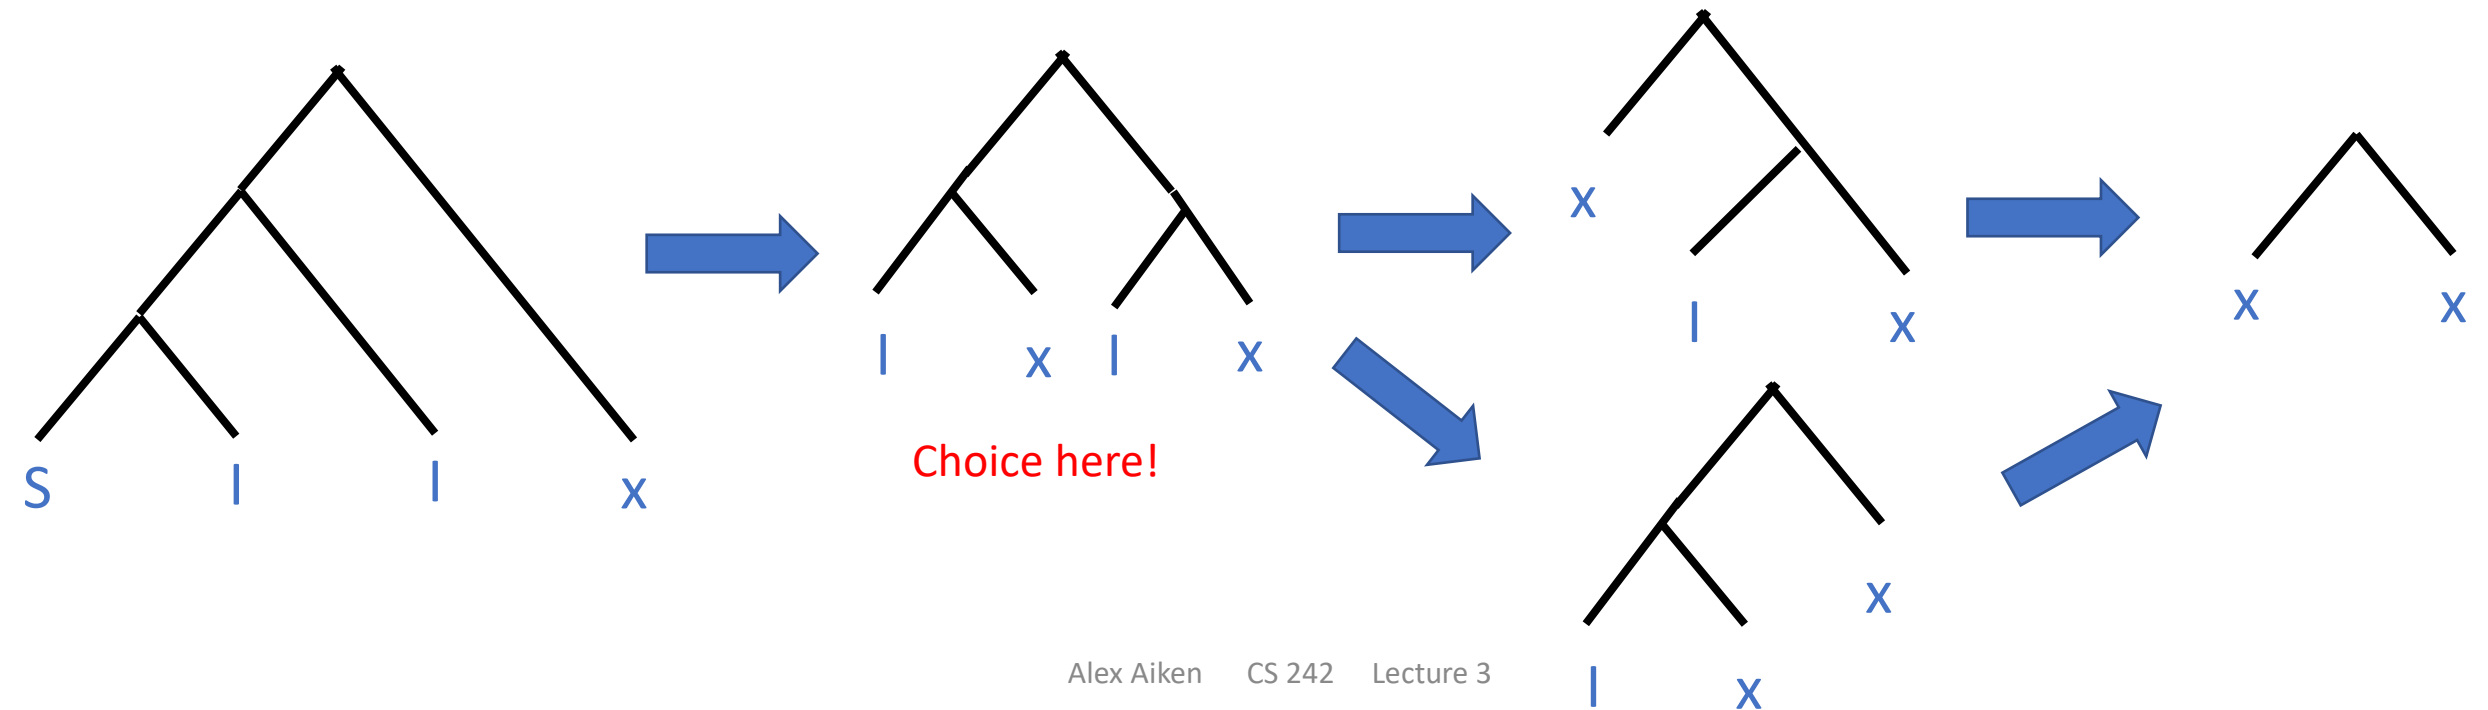 S I I x
I x I x
Choice here!
x
I x
x
I x
x x
Alex Aiken CS 242 Lecture 3